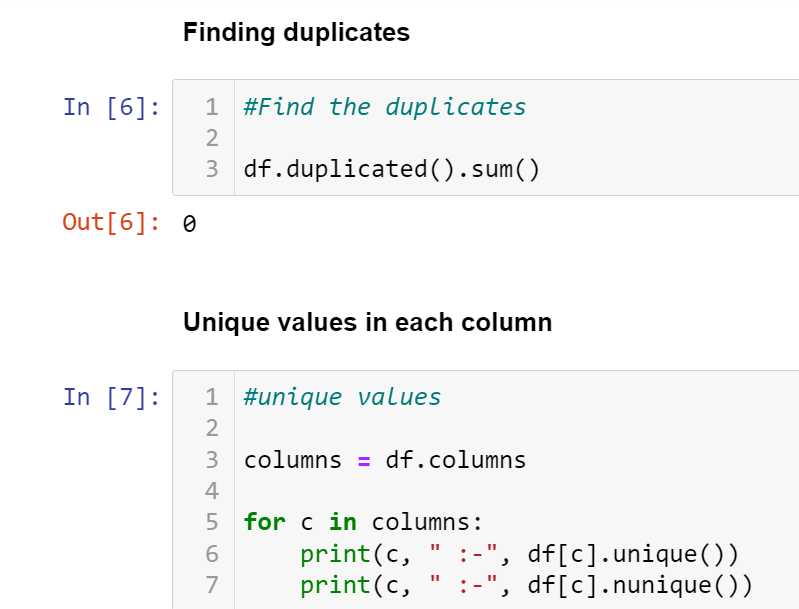 Finding duplicates
In [6]: 1 #Find the duplicates
2
3 df.duplicated().sum()
Out[6]: 0
Unique values in each column
In [7]: 1 #unique values
2
3 columns = df.columns
4
5 for c in columns:
6     print(c, " :-", df[c].unique())
7     print(c, " :-", df[c].nunique())